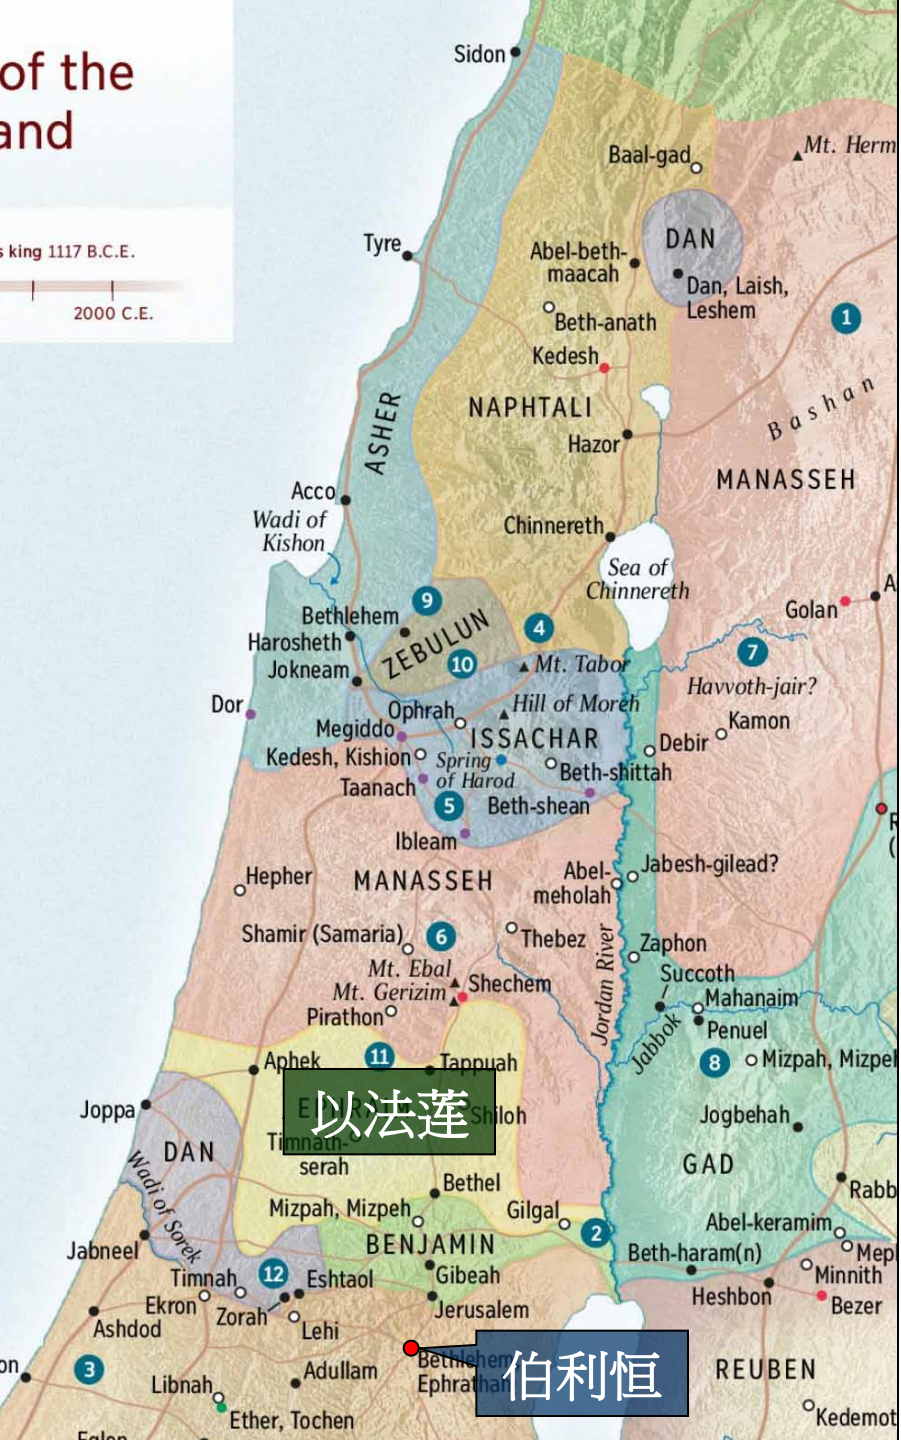 of the
and
s king 1117 B.C.E.
2000 C.E.
Sidon
Mt. Herm
Baal-gad
DAN
Tyre
Abel-beth-
maacah
Dan, Laish,
Leshem
1
Beth-anath
Kedesh
Bashan
NAPHTALI
ASHER
Hazor
MANASSEH
Acco
Wadi of
Kishon
Chinnereth
Sea of
Chinnereth
A
Golan
9
Bethlehem
4
Harosheth
ZEBULUN
10
Jokneam
Mt. Tabor
7
Havvoth-jair?
Dor
Ophrah
Hill of Moreh
Kamon
Megiddo
ISSACHAR
Debir
Kedesh, Kishion
Spring
of Harod
Beth-shittah
Taanach
5
Beth-shean
R
(
Ibleam
Hepher
MANASSEH
Abel-
meholah
Jabesh-gilead?
Shamir (Samaria)
6
Thebez
Zaphon
Jordan River
Mt. Ebal
Shechem
Succoth
Mt. Gerizim
Mahanaim
Pirathon
Penuel
Jabbok
11
8
Mizpah, Mizpeh
Aphek
Tappuah
Joppa
EPHRAIM
以法莲
Shiloh
Jogbehah
Timnath-
serah
DAN
GAD
Wadi of Sorek
Bethel
Rabb
Mizpah, Mizpeh
Gilgal
2
Abel-keramim
Jabneel
BENJAMIN
Beth-haram(n)
Mep
Timnah
12
Eshtaol
Gibeah
Minnith
Ekron
Zorah
Jerusalem
Heshbon
Bezer
Ashdod
Lehi
on
3
Adullam
Bethlehem
Ephrathah
伯利恒
REUBEN
Libnah
Ether, Tochen
Kedemot
Eglon